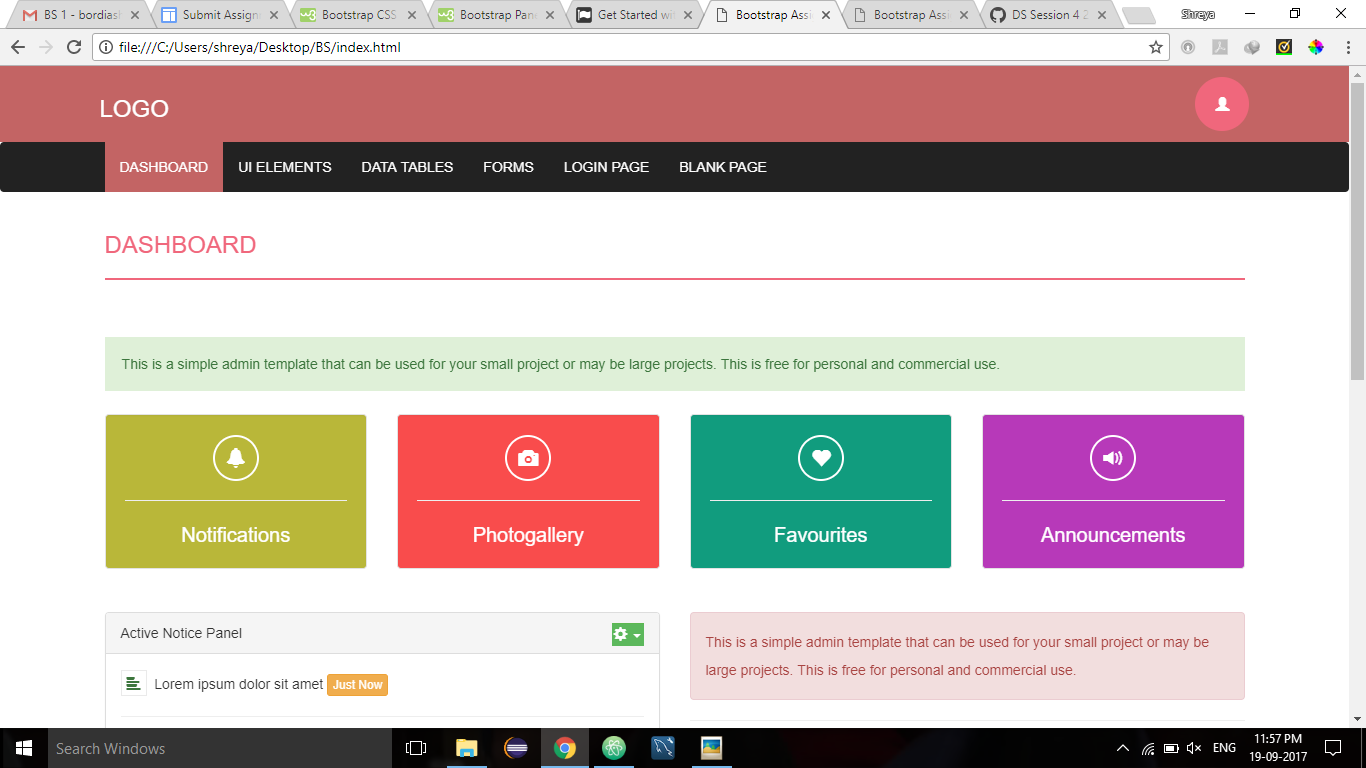 BS 1 - bordiash
Submit Assign
Bootstrap CSS
Bootstrap Pane
Get Started wit
Bootstrap Assi
Bootstrap Assi
DS Session 4 2
Shreya
file:///C:/Users/shreya/Desktop/BS/index.html
LOGO
DASHBOARD UI ELEMENTS DATA TABLES FORMS LOGIN PAGE BLANK PAGE
DASHBOARD
This is a simple admin template that can be used for your small project or may be large projects. This is free for personal and commercial use.
Notifications
Photogallery
Favourites
Announcements
Active Notice Panel
Lorem ipsum dolor sit amet Just Now
This is a simple admin template that can be used for your small project or may be
large projects. This is free for personal and commercial use.
Search Windows
ENG
11:57 PM
19-09-2017